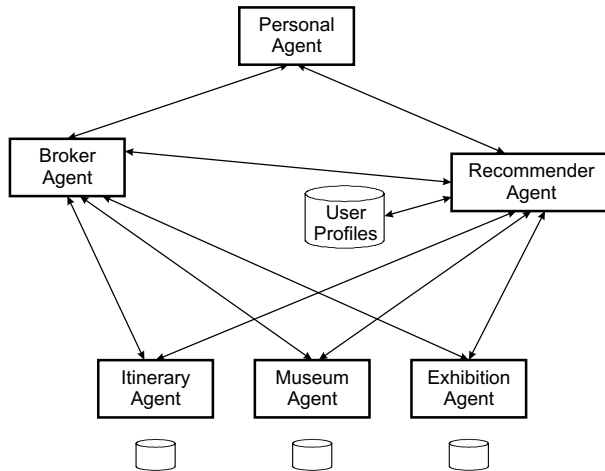 Personal
Agent
Broker
Agent
Recommender
Agent
User
Profiles
Itinerary
Agent
Museum
Agent
Exhibition
Agent